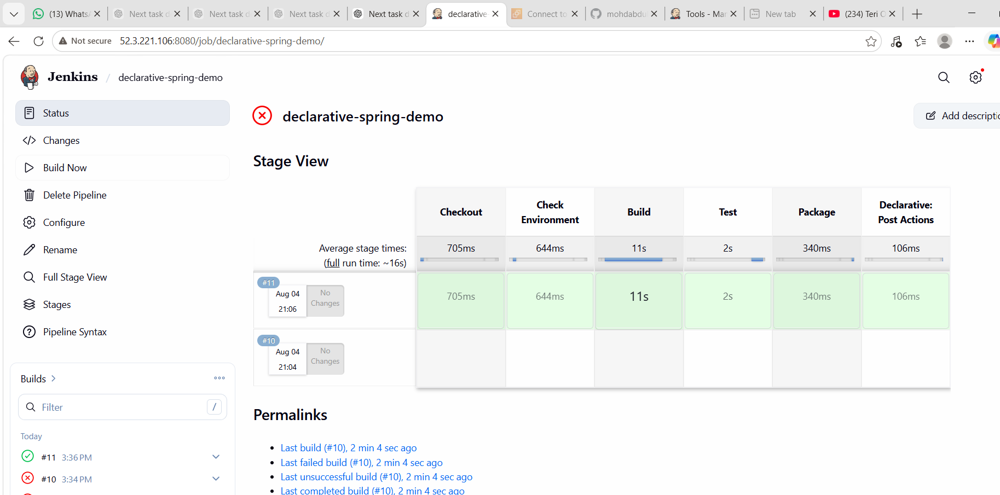 (13) WhatsA
Next task d
Next task d
Next task d
Next task d
declarative-
Connect to
mohdabdul
Tools - Man
New tab
(234) Teri O
Not secure 52.3.221.106:8080/job/declarative-spring-demo/
Jenkins / declarative-spring-demo
Status
Changes
Build Now
Delete Pipeline
Configure
Rename
Full Stage View
Stages
Pipeline Syntax
Builds
Filter /
Today
#11 3:36 PM
#10 3:34 PM
declarative-spring-demo
Add descriptio
Stage View
Checkout
Check
Environment
Build
Test
Package
Declarative:
Post Actions
Average stage times:
(full run time: ~16s)
705ms
644ms
11s
2s
340ms
106ms
#11
Aug 04
21:06
No
Changes
705ms
644ms
11s
2s
340ms
106ms
#10
Aug 04
21:04
No
Changes
Permalinks
Last build (#10), 2 min 4 sec ago
Last failed build (#10), 2 min 4 sec ago
Last unsuccessful build (#10), 2 min 4 sec ago
Last completed build (#10), 2 min 4 sec ago